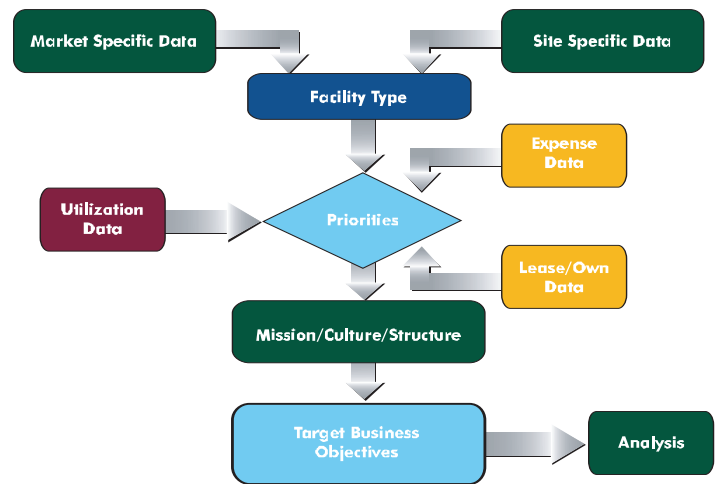 Market Specific Data
Site Specific Data
Facility Type
Expense
Data
Utilization
Data
Priorities
Lease/Own
Data
Mission/Culture/Structure
Target Business
Objectives
Analysis